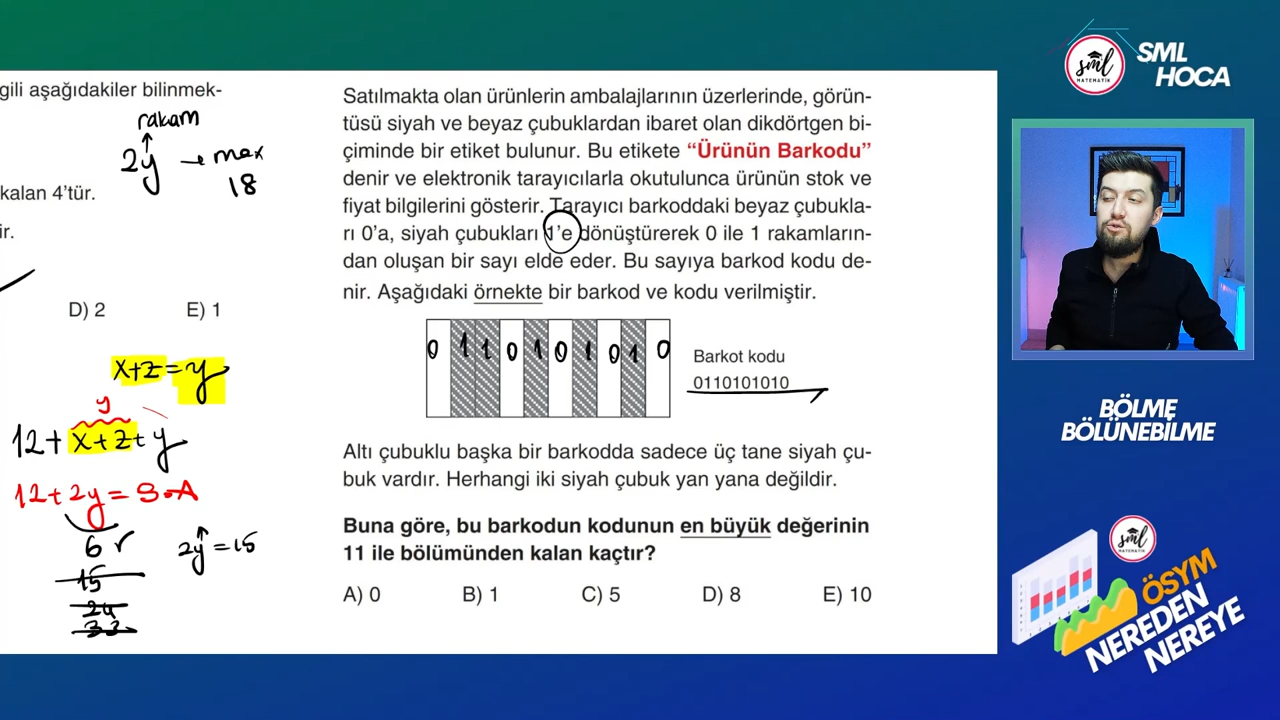 gili aşağıdakiler bilinmek-
rakam
2y → max
18
kalan 4'tür.
ir.
D) 2 E) 1
x+z=y
y
12+x+z+y
12+2y=9.A
6 ✓ 2y=15
15
24
33
Satılmakta olan ürünlerin ambalajlarının üzerlerinde, görün-
tüsü siyah ve beyaz çubuklardan ibaret olan dikdörtgen bi-
çiminde bir etiket bulunur. Bu etikete “Ürünün Barkodu”
denir ve elektronik tarayıcılarla okutulunca ürünün stok ve
fiyat bilgilerini gösterir. Tarayıcı barkoddaki beyaz çubukla-
rı 0’a, siyah çubukları 1’e dönüştürerek 0 ile 1 rakamların-
dan oluşan bir sayı elde eder. Bu sayıya barkod kodu de-
nir. Aşağıdaki örnekte bir barkod ve kodu verilmiştir.
0 1 1 0 1 0 1 0 1 0
Barkot kodu
0110101010
Altı çubuklu başka bir barkodda sadece üç tane siyah çu-
buk vardır. Herhangi iki siyah çubuk yan yana değildir.
Buna göre, bu barkodun kodunun en büyük değerinin
11 ile bölümünden kalan kaçtır?
A) 0 B) 1 C) 5 D) 8 E) 10
sml
MATEMATİK
SML
HOCA
BÖLME
BÖLÜNEBİLME
sml
MATEMATİK
ÖSYM
NEREDEN
NEREYE